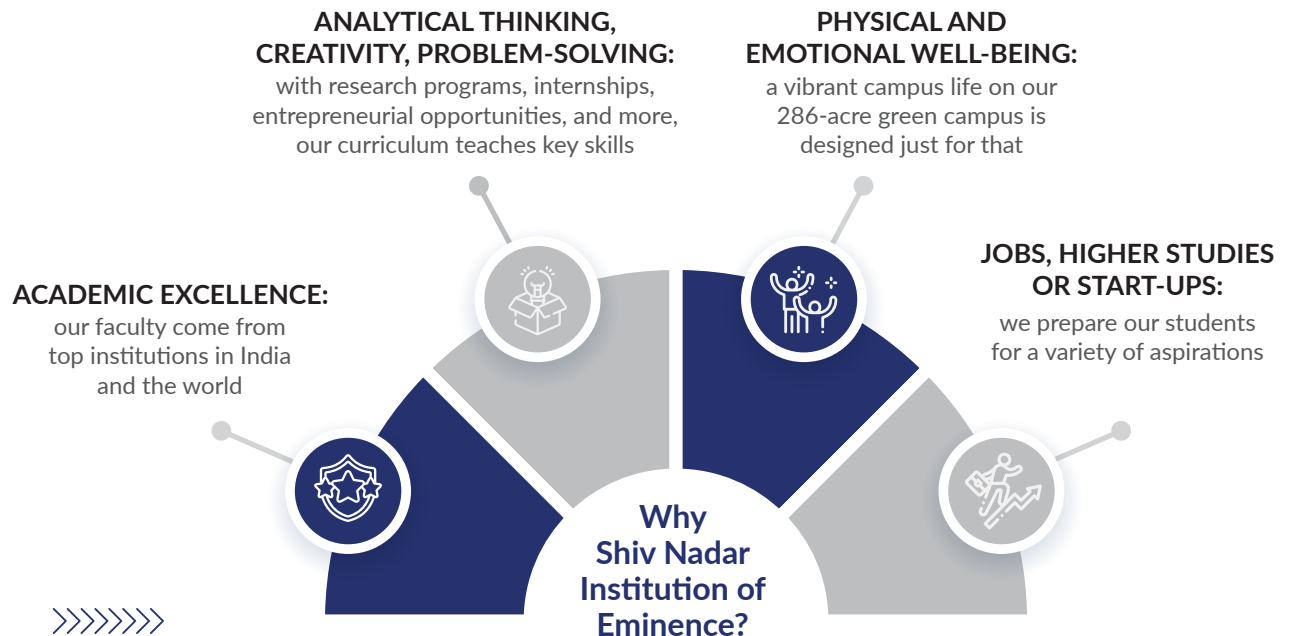 ANALYTICAL THINKING,
CREATIVITY, PROBLEM-SOLVING:
with research programs, internships,
entrepreneurial opportunities, and more,
our curriculum teaches key skills
PHYSICAL AND
EMOTIONAL WELL-BEING:
a vibrant campus life on our
286-acre green campus is
designed just for that
ACADEMIC EXCELLENCE:
our faculty come from
top institutions in India
and the world
JOBS, HIGHER STUDIES
OR START-UPS:
we prepare our students
for a variety of aspirations
Why
Shiv Nadar
Institution of
Eminence?